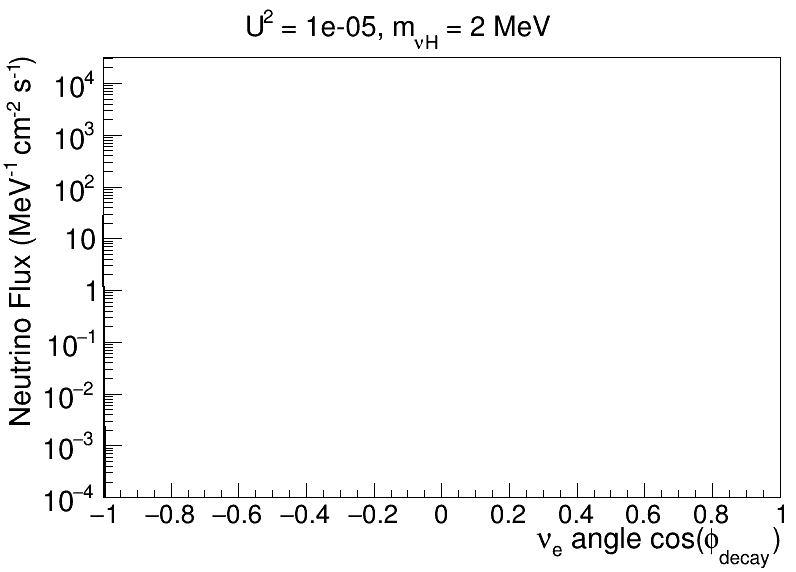 U² = 1e-05, m_νH = 2 MeV
Neutrino Flux (MeV⁻¹ cm⁻² s⁻¹)
10⁴
10³
10²
10
1
10⁻¹
10⁻²
10⁻³
10⁻⁴
−1 −0.8 −0.6 −0.4 −0.2 0 0.2 0.4 0.6 0.8 1
ν_e angle cos(ϕ_decay)